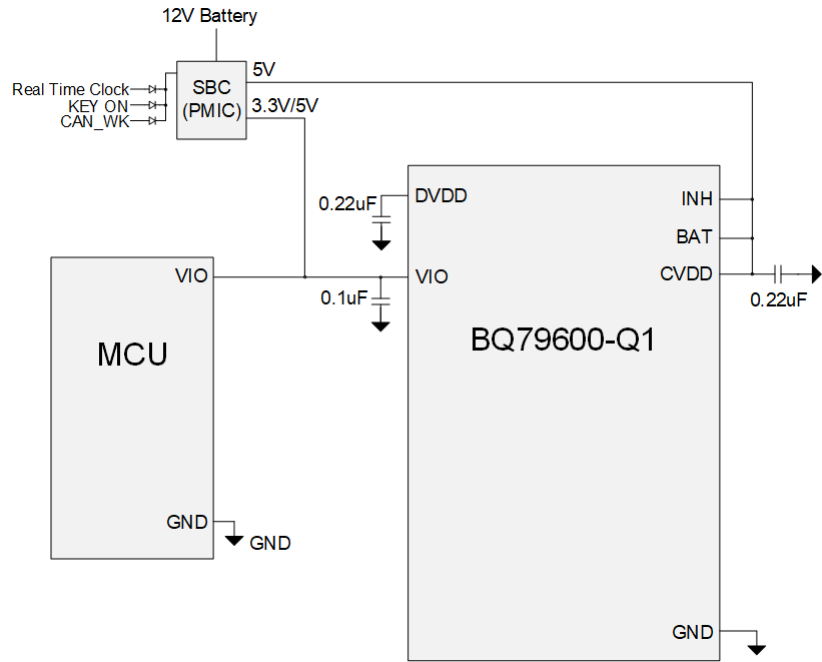 12V Battery
5V
Real Time Clock
KEY ON
CAN_WK
SBC
(PMIC)
3.3V/5V
0.22uF
DVDD
INH
BAT
VIO
VIO
CVDD
0.1uF
0.22uF
MCU
BQ79600-Q1
GND
GND
GND